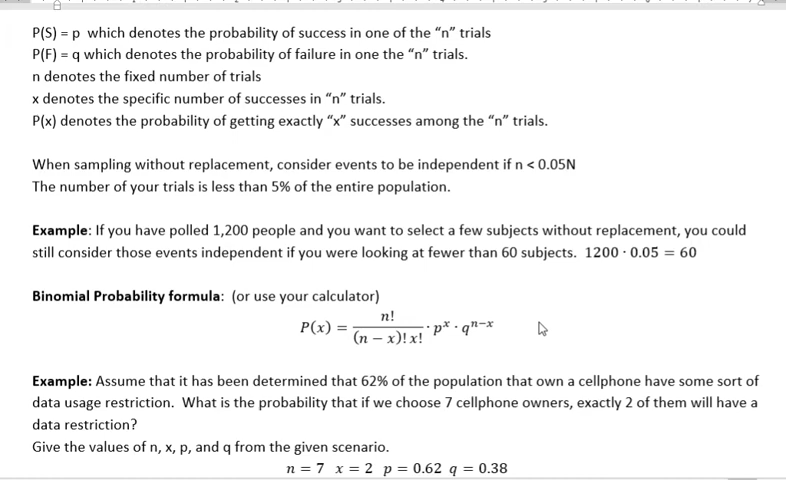 P(S) = p which denotes the probability of success in one of the “n” trials
P(F) = q which denotes the probability of failure in one the “n” trials.
n denotes the fixed number of trials
x denotes the specific number of successes in “n” trials.
P(x) denotes the probability of getting exactly “x” successes among the “n” trials.
When sampling without replacement, consider events to be independent if n < 0.05N
The number of your trials is less than 5% of the entire population.
Example: If you have polled 1,200 people and you want to select a few subjects without replacement, you could
still consider those events independent if you were looking at fewer than 60 subjects. 1200 · 0.05 = 60
Binomial Probability formula: (or use your calculator)
P(x) = n! / (n − x)! x! · pˣ · qⁿ⁻ˣ
Example: Assume that it has been determined that 62% of the population that own a cellphone have some sort of
data usage restriction. What is the probability that if we choose 7 cellphone owners, exactly 2 of them will have a
data restriction?
Give the values of n, x, p, and q from the given scenario.
n = 7 x = 2 p = 0.62 q = 0.38